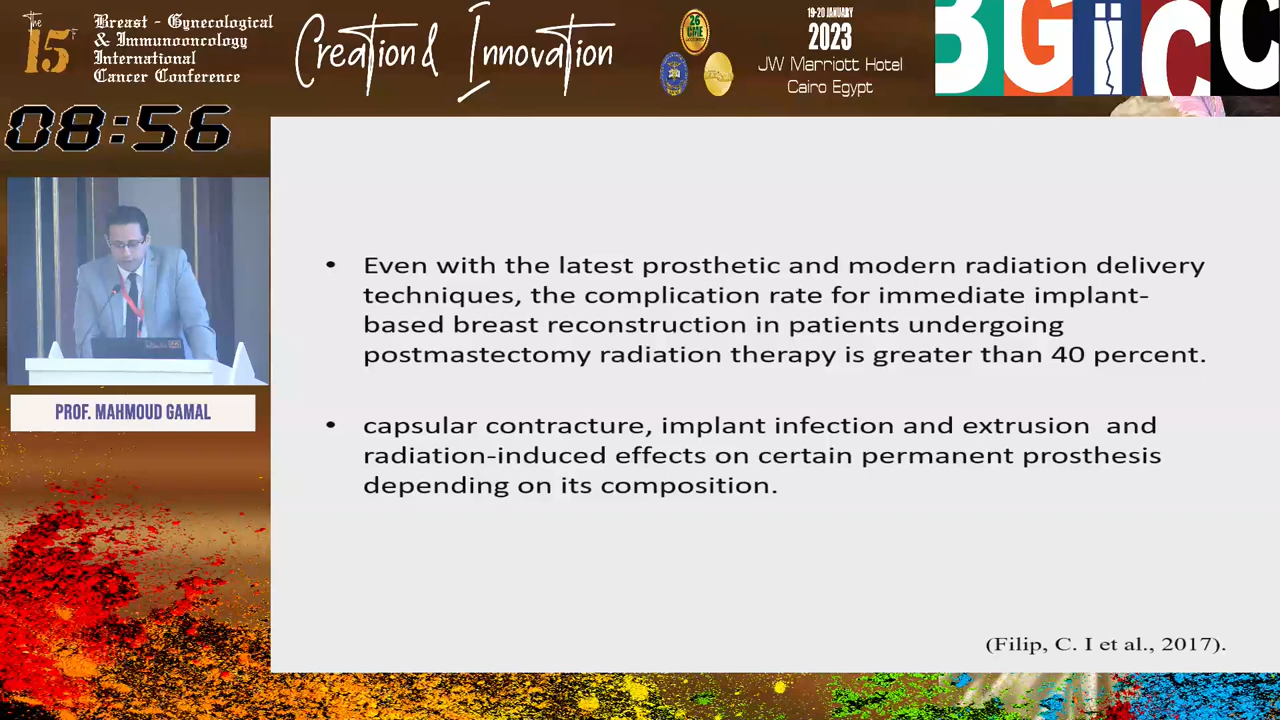 The
15
Breast - Gynecological
& Immunooncology
International
Cancer Conference
Creation & Innovation
26
CME
19-20 JANUARY
2023
JW Marriott Hotel
Cairo Egypt
BGiCC
08:56
PROF. MAHMOUD GAMAL
• Even with the latest prosthetic and modern radiation delivery
techniques, the complication rate for immediate implant-
based breast reconstruction in patients undergoing
postmastectomy radiation therapy is greater than 40 percent.
• capsular contracture, implant infection and extrusion and
radiation-induced effects on certain permanent prosthesis
depending on its composition.
(Filip, C. I et al., 2017).